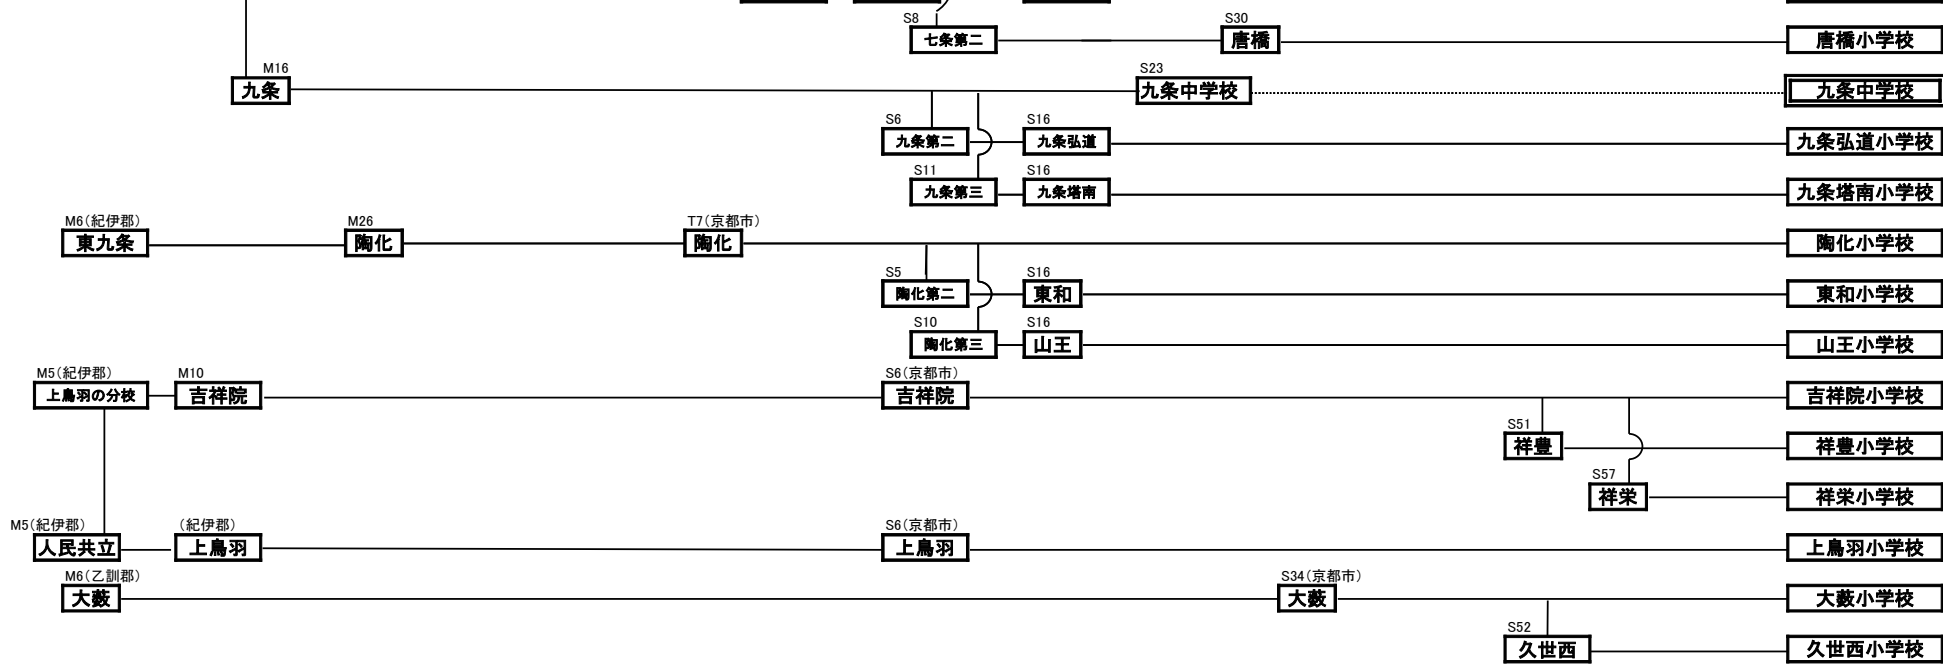 S8 S30
七条第二 唐橋 唐橋小学校
M16 S23
九条 九条中学校 九条中学校
S6 S16
九条第二 九条弘道 九条弘道小学校
S11 S16
九条第三 九条塔南 九条塔南小学校
M6(紀伊郡) M26 T7(京都市)
東九条 陶化 陶化 陶化小学校
S5 S16
陶化第二 東和 東和小学校
S10 S16
陶化第三 山王 山王小学校
M5(紀伊郡) M10 S6(京都市)
上鳥羽の分校 吉祥院 吉祥院 吉祥院小学校
S51
祥豊 祥豊小学校
S57
祥栄 祥栄小学校
M5(紀伊郡) (紀伊郡) S6(京都市)
人民共立 上鳥羽 上鳥羽 上鳥羽小学校
M6(乙訓郡) S34(京都市)
大薮 大薮 大薮小学校
S52
久世西 久世西小学校